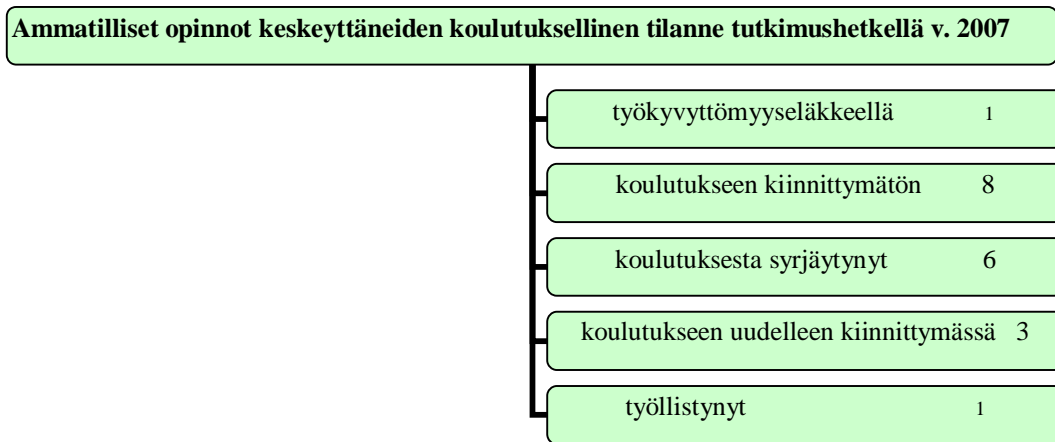 Ammatilliset opinnot keskeyttäneiden koulutuksellinen tilanne tutkimushetkellä v. 2007
työkyvyttömyyseläkkeellä 1
koulutukseen kiinnittymätön 8
koulutuksesta syrjäytynyt 6
koulutukseen uudelleen kiinnittymässä 3
työllistynyt 1